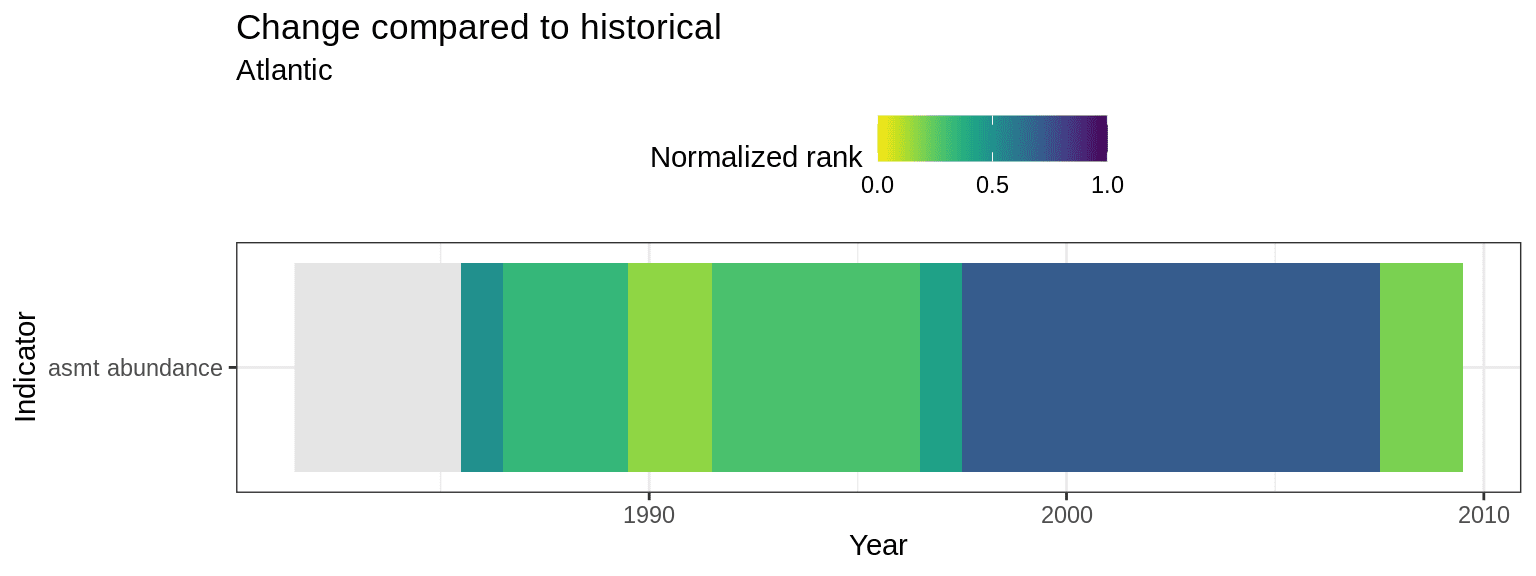 Change compared to historical
Atlantic
Normalized rank
0.0 0.5 1.0
Indicator
asmt abundance
1990 2000 2010
Year